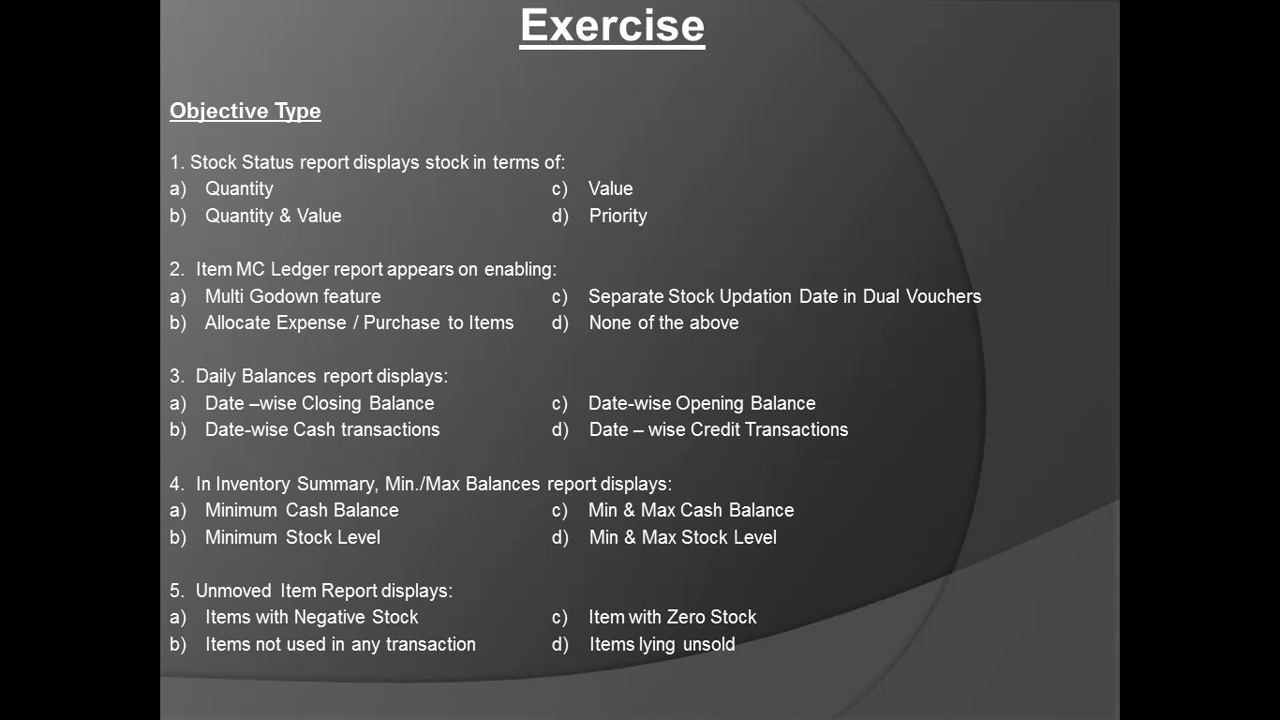 Exercise
Objective Type
1. Stock Status report displays stock in terms of:
a) Quantity c) Value
b) Quantity & Value d) Priority
2. Item MC Ledger report appears on enabling:
a) Multi Godown feature c) Separate Stock Updation Date in Dual Vouchers
b) Allocate Expense / Purchase to Items d) None of the above
3. Daily Balances report displays:
a) Date –wise Closing Balance c) Date-wise Opening Balance
b) Date-wise Cash transactions d) Date – wise Credit Transactions
4. In Inventory Summary, Min./Max Balances report displays:
a) Minimum Cash Balance c) Min & Max Cash Balance
b) Minimum Stock Level d) Min & Max Stock Level
5. Unmoved Item Report displays:
a) Items with Negative Stock c) Item with Zero Stock
b) Items not used in any transaction d) Items lying unsold